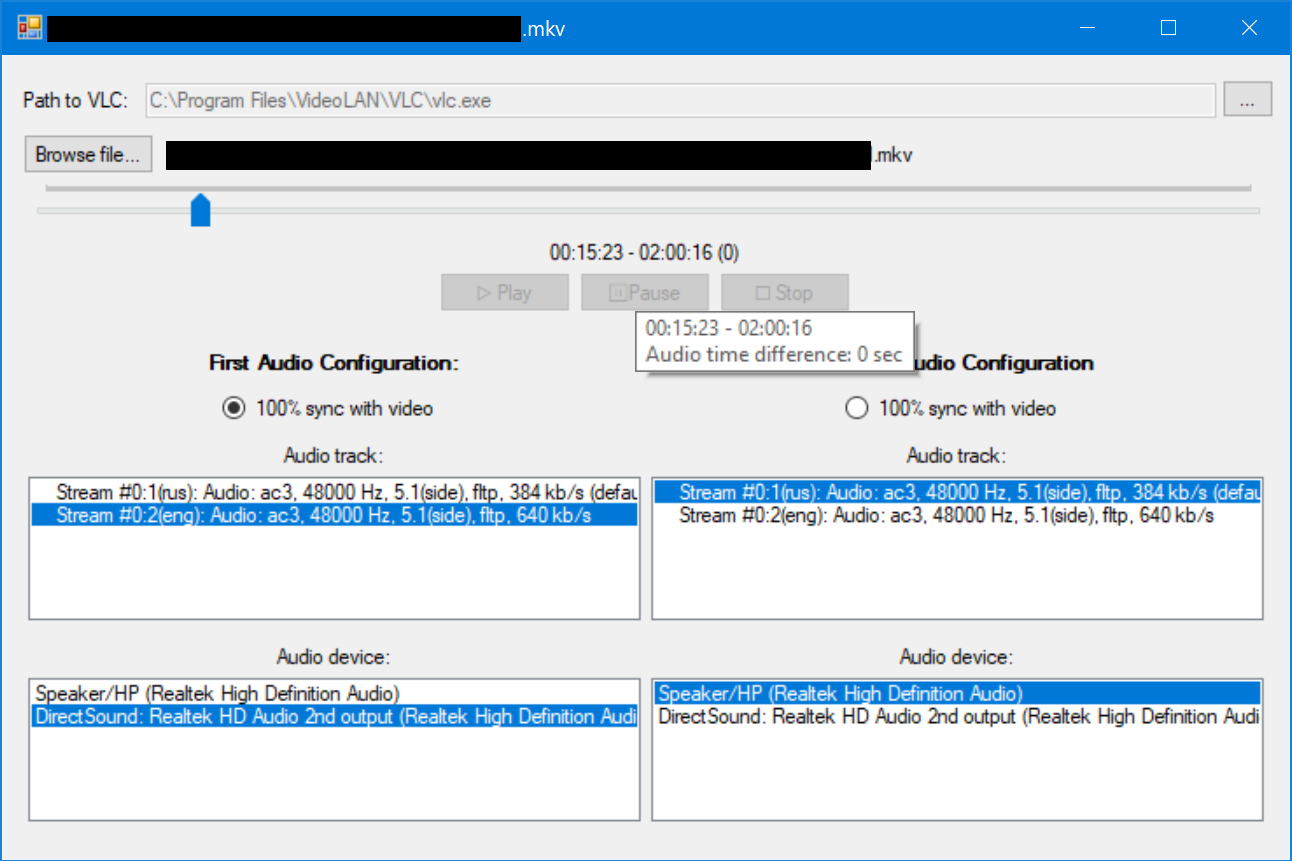 .mkv
Path to VLC: C:\Program Files\VideoLAN\VLC\vlc.exe ...
Browse file... .mkv
00:15:23 - 02:00:16 (0)
Play Pause Stop
00:15:23 - 02:00:16
Audio time difference: 0 sec
First Audio Configuration: udio Configuration
100% sync with video 100% sync with video
Audio track: Audio track:
Stream #0:1(rus): Audio: ac3, 48000 Hz, 5.1(side), fltp, 384 kb/s (defau Stream #0:1(rus): Audio: ac3, 48000 Hz, 5.1(side), fltp, 384 kb/s (defau
Stream #0:2(eng): Audio: ac3, 48000 Hz, 5.1(side), fltp, 640 kb/s Stream #0:2(eng): Audio: ac3, 48000 Hz, 5.1(side), fltp, 640 kb/s
Audio device: Audio device:
Speaker/HP (Realtek High Definition Audio) Speaker/HP (Realtek High Definition Audio)
DirectSound: Realtek HD Audio 2nd output (Realtek High Definition Audi DirectSound: Realtek HD Audio 2nd output (Realtek High Definition Audi